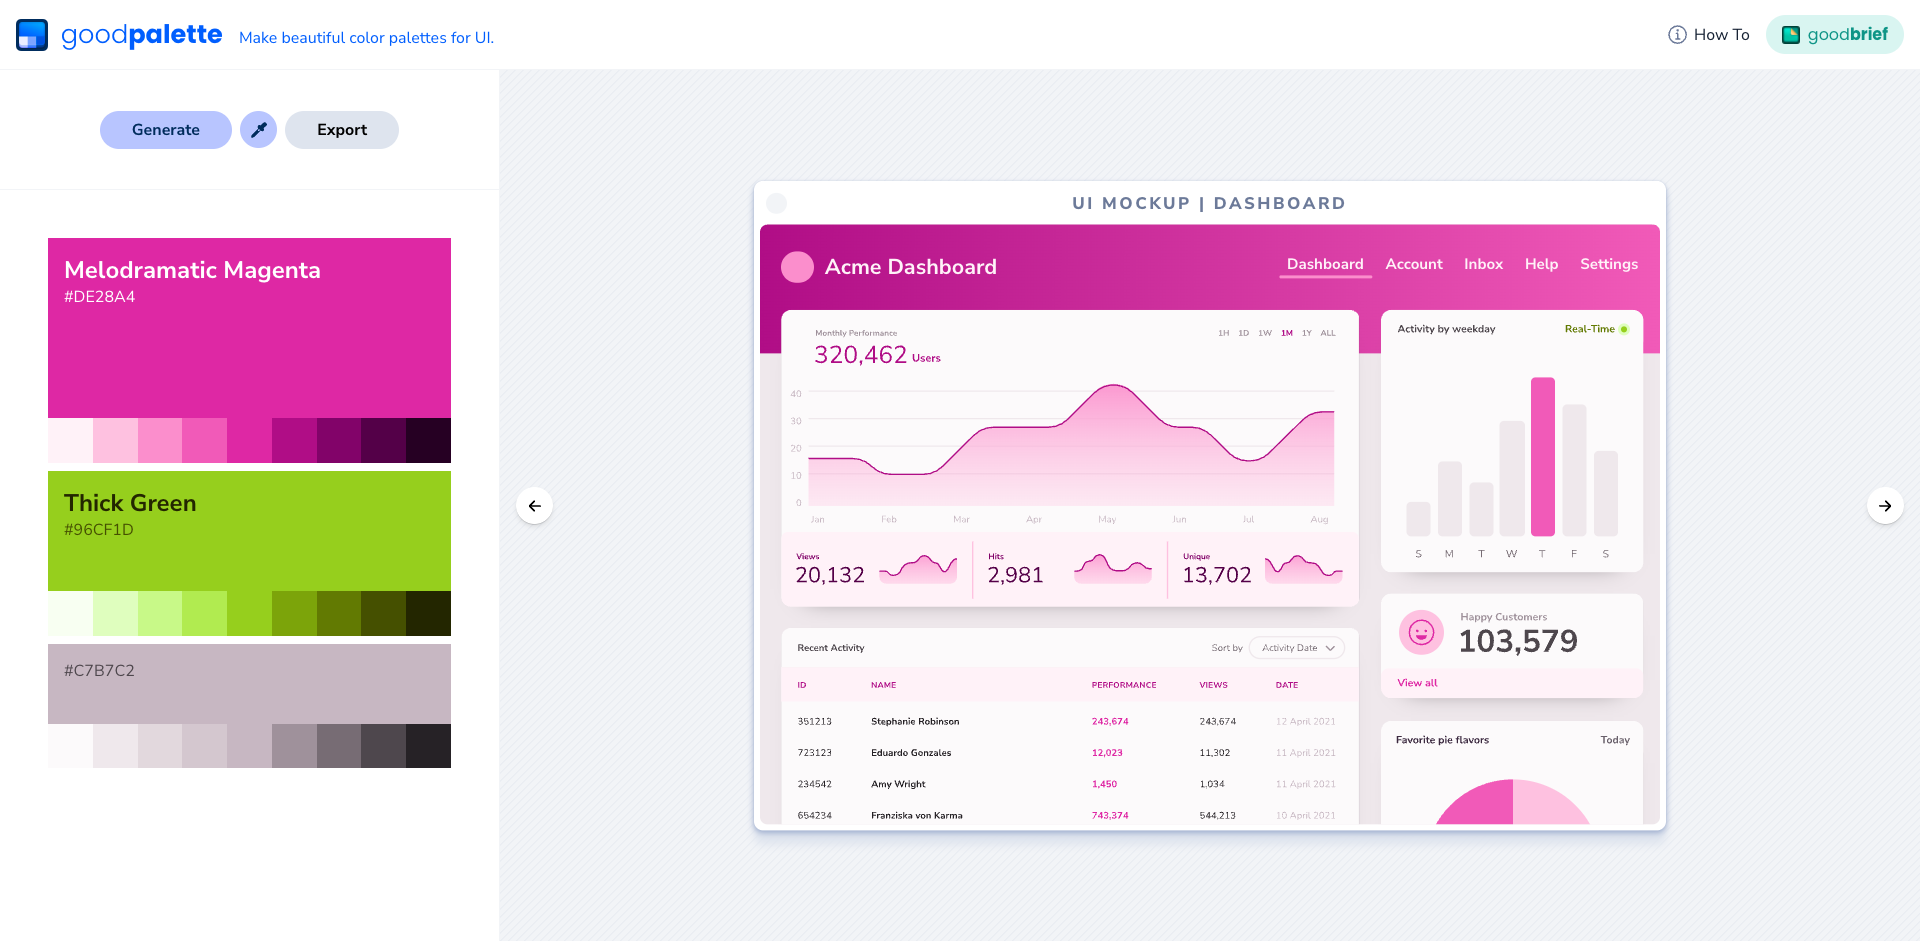 goodpalette Make beautiful color palettes for UI.
How To
goodbrief
Generate
Export
Melodramatic Magenta
#DE28A4
Thick Green
#96CF1D
#C7B7C2
UI MOCKUP | DASHBOARD
Acme Dashboard
Dashboard Account Inbox Help Settings
Monthly Performance
320,462 Users
1H 1D 1W 1M 1Y ALL
40
30
20
10
0
Jan Feb Mar Apr May Jun Jul Aug
Views
20,132
Hits
2,981
Unique
13,702
Activity by weekday
Real-Time
S M T W T F S
Happy Customers
103,579
View all
Recent Activity
Sort by Activity Date
ID NAME PERFORMANCE VIEWS DATE
351213 Stephanie Robinson 243,674 243,674 12 April 2021
723123 Eduardo Gonzales 12,023 11,302 11 April 2021
234542 Amy Wright 1,450 1,034 11 April 2021
654234 Franziska von Karma 743,374 544,213 10 April 2021
Favorite pie flavors
Today